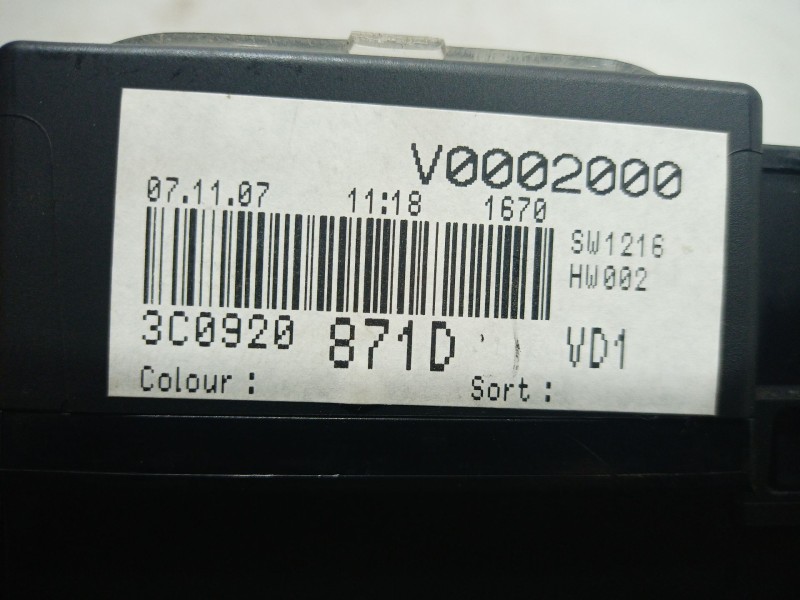 V0002000
07.11.07 11:18 1670
SW1216
HW002
3C0920 871D VD1
Colour : Sort :